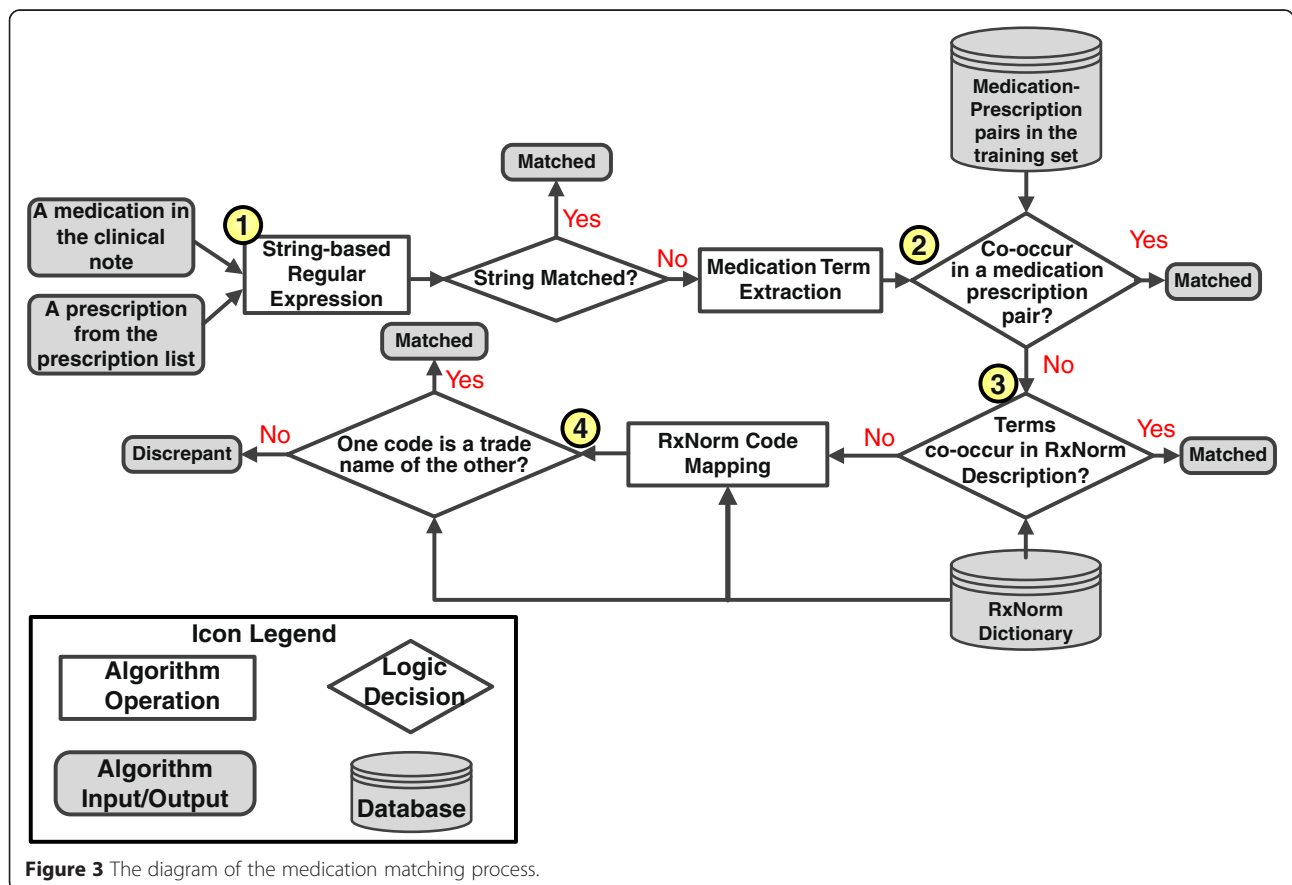 Medication-
Prescription
pairs in the
training set
Matched
A medication in
the clinical
note
1
String-based
Regular
Expression
Yes
String Matched?
No
Medication Term
Extraction
2
Co-occur
in a medication
prescription
pair?
Yes
Matched
A prescription
from the
prescription list
Matched
No
Yes
3
Discrepant
No
One code is a trade
name of the other?
4
RxNorm Code
Mapping
No
Terms
co-occur in RxNorm
Description?
Yes
Matched
RxNorm
Dictionary
Icon Legend
Algorithm
Operation
Logic
Decision
Algorithm
Input/Output
Database
Figure 3 The diagram of the medication matching process.